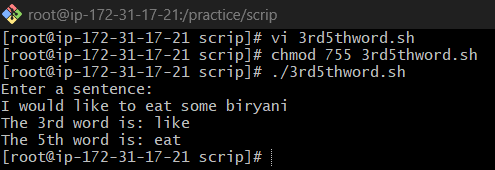 root@ip-172-31-17-21:/practice/scrip
[root@ip-172-31-17-21 scrip]# vi 3rd5thword.sh
[root@ip-172-31-17-21 scrip]# chmod 755 3rd5thword.sh
[root@ip-172-31-17-21 scrip]# ./3rd5thword.sh
Enter a sentence:
I would like to eat some biryani
The 3rd word is: like
The 5th word is: eat
[root@ip-172-31-17-21 scrip]#